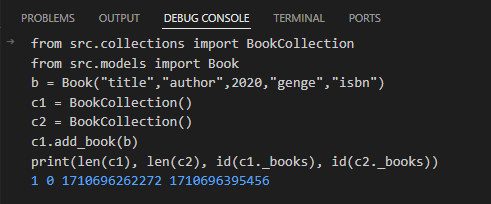 PROBLEMS OUTPUT DEBUG CONSOLE TERMINAL PORTS
from src.collections import BookCollection
from src.models import Book
b = Book("title","author",2020,"genge","isbn")
c1 = BookCollection()
c2 = BookCollection()
c1.add_book(b)
print(len(c1), len(c2), id(c1._books), id(c2._books))
1 0 1710696262272 1710696395456